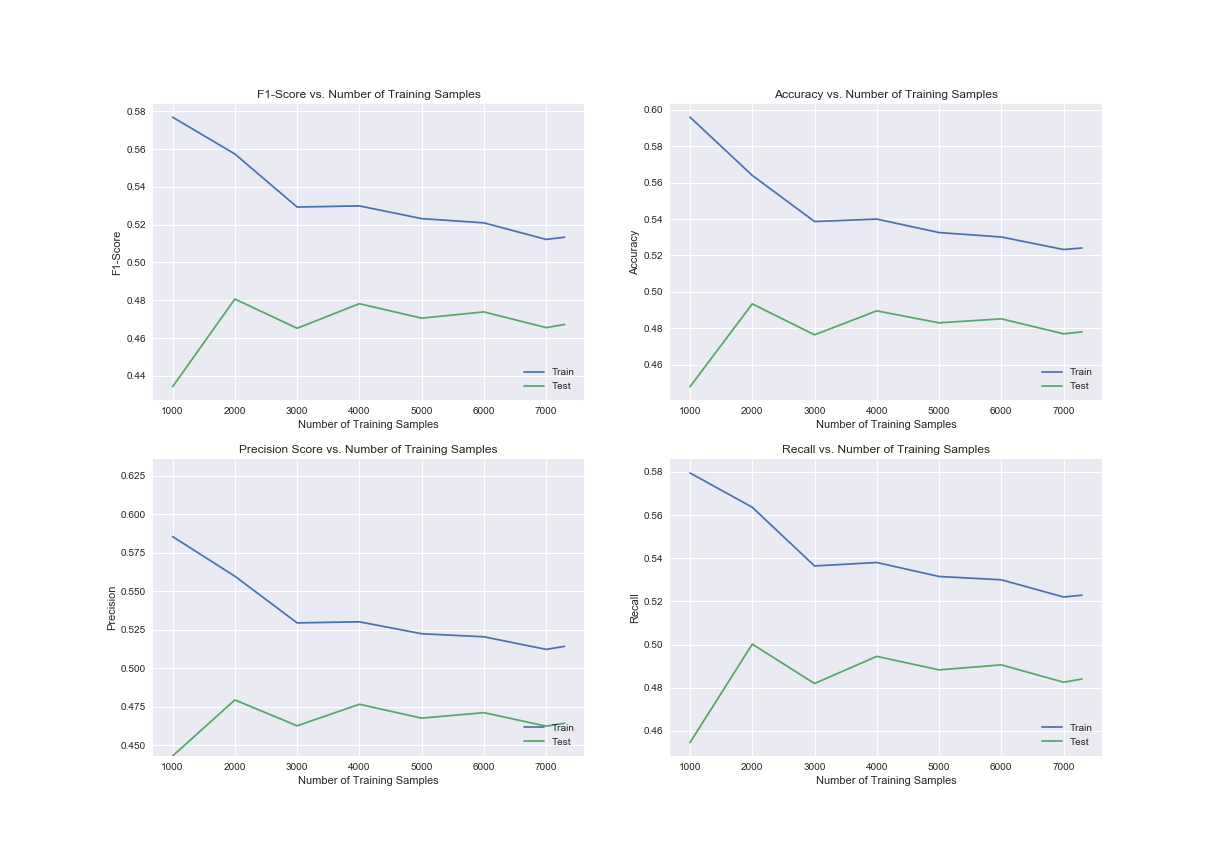 F1-Score vs. Number of Training Samples
0.58
0.56
0.54
0.52
0.50
0.48
0.46
0.44
F1-Score
Train
Test
1000 2000 3000 4000 5000 6000 7000
Number of Training Samples
Accuracy vs. Number of Training Samples
0.60
0.58
0.56
0.54
0.52
0.50
0.48
0.46
Accuracy
Train
Test
1000 2000 3000 4000 5000 6000 7000
Number of Training Samples
Precision Score vs. Number of Training Samples
0.625
0.600
0.575
0.550
0.525
0.500
0.475
0.450
Precision
Train
Test
1000 2000 3000 4000 5000 6000 7000
Number of Training Samples
Recall vs. Number of Training Samples
0.58
0.56
0.54
0.52
0.50
0.48
0.46
Recall
Train
Test
1000 2000 3000 4000 5000 6000 7000
Number of Training Samples